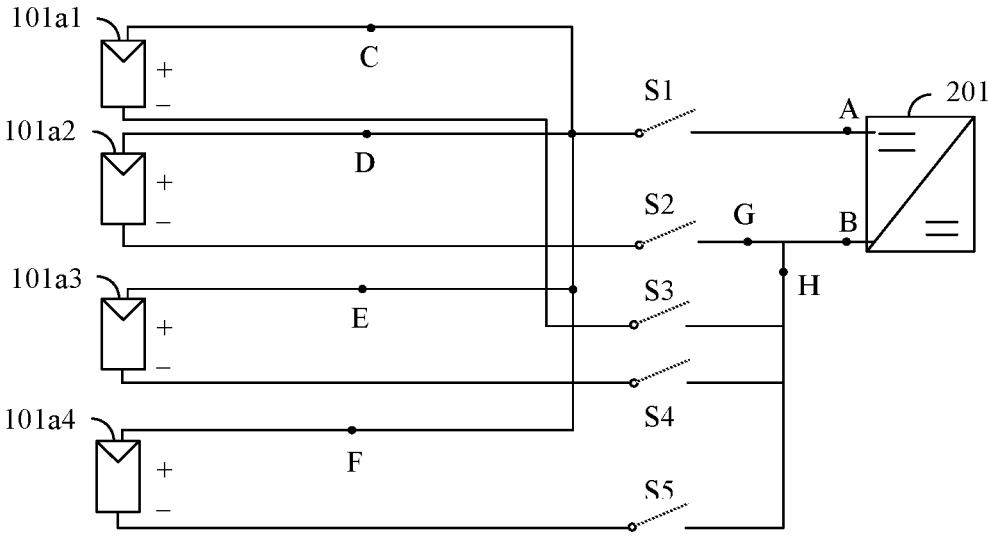 101a1
C
+
−
S1
A
201
101a2
D
+
−
S2
G
B
101a3
E
S3
H
+
−
S4
101a4
F
+
−
S5